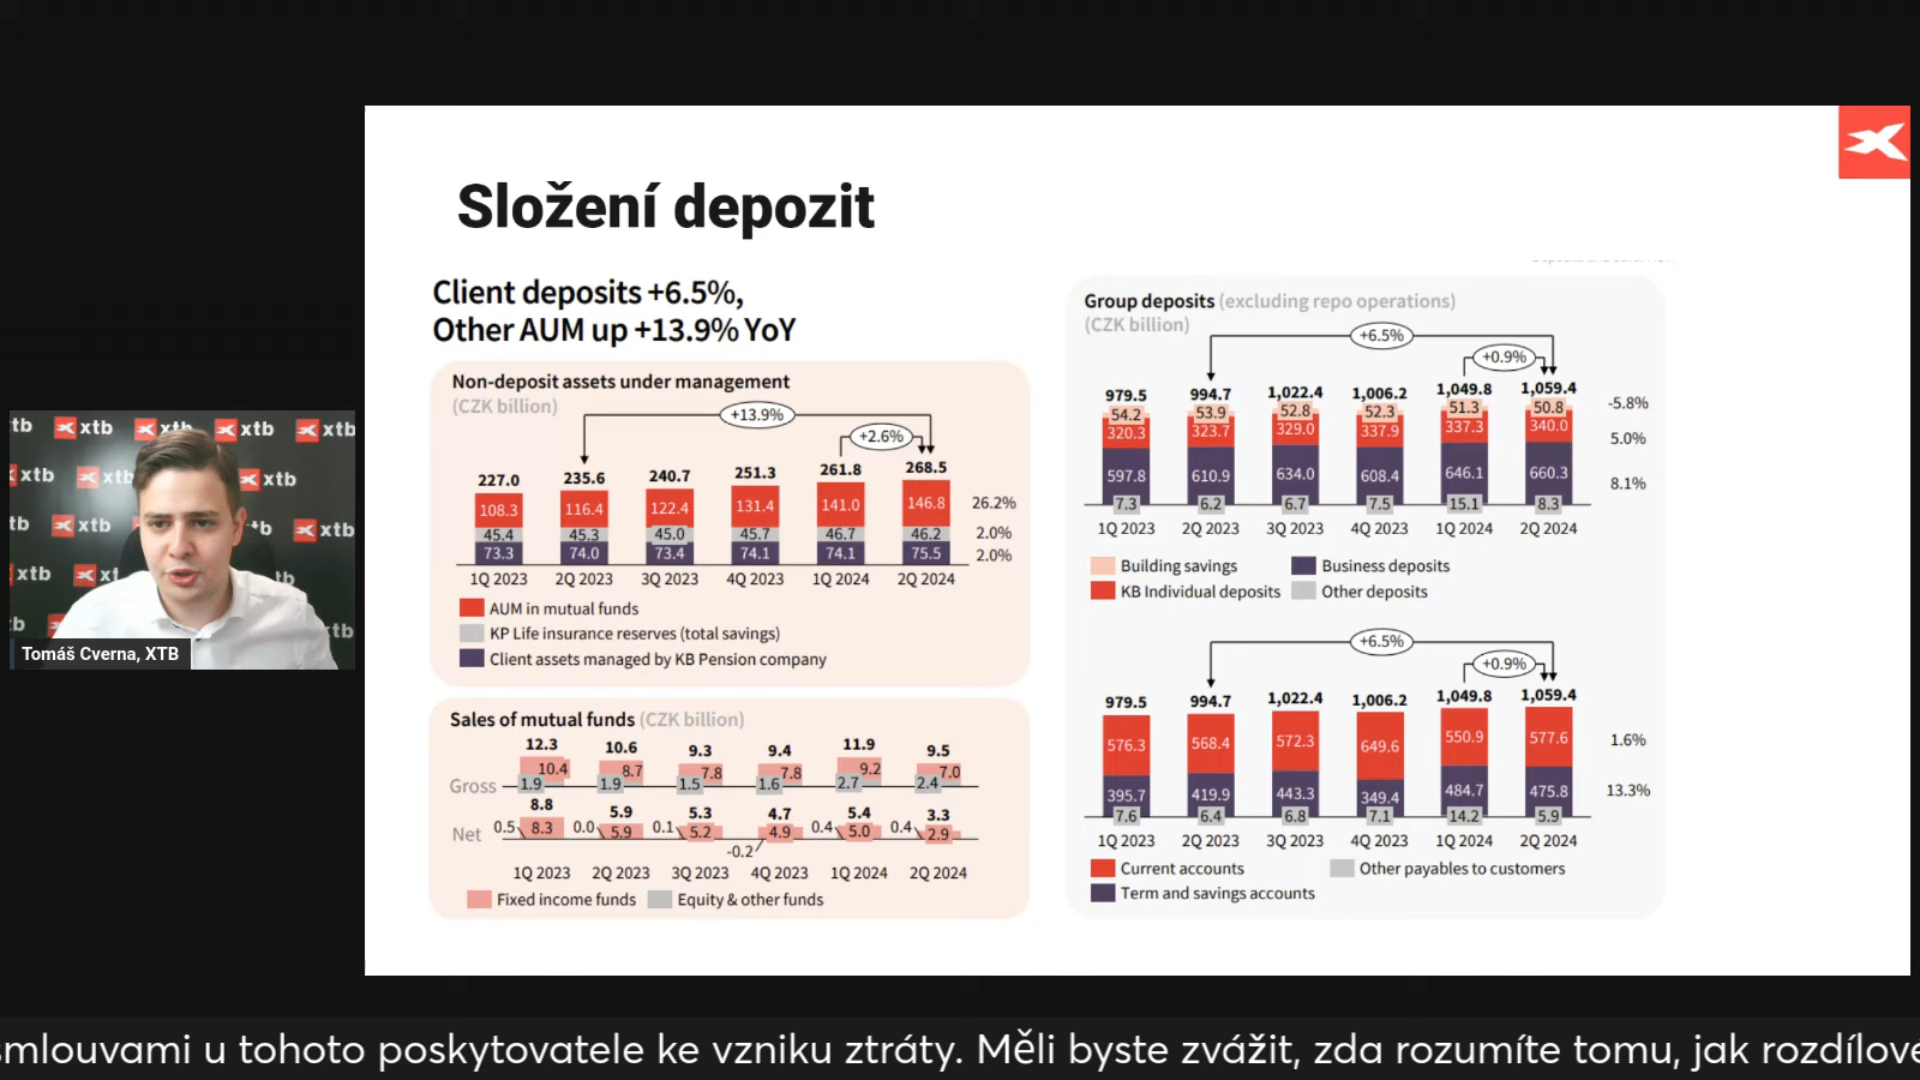 Složení depozit
Client deposits +6.5%,
Other AUM up +13.9% YoY
Non-deposit assets under management
(CZK billion)
+13.9%
+2.6%
227.0 235.6 240.7 251.3 261.8 268.5
108.3 116.4 122.4 131.4 141.0 146.8 26.2%
45.4 45.3 45.0 45.7 46.7 46.2 2.0%
73.3 74.0 73.4 74.1 74.1 75.5 2.0%
1Q 2023 2Q 2023 3Q 2023 4Q 2023 1Q 2024 2Q 2024
AUM in mutual funds
KP Life insurance reserves (total savings)
Client assets managed by KB Pension company
Sales of mutual funds (CZK billion)
12.3 10.6 9.3 9.4 11.9 9.5
10.4 8.7 7.8 7.8 9.2 7.0
Gross 1.9 1.9 1.5 1.6 2.7 2.4
8.8 5.9 5.3 4.7 5.4 3.3
Net 0.5 8.3 0.0 5.9 0.1 5.2 -0.2 4.9 0.4 5.0 0.4 2.9
1Q 2023 2Q 2023 3Q 2023 4Q 2023 1Q 2024 2Q 2024
Fixed income funds Equity & other funds
Group deposits (excluding repo operations)
(CZK billion)
+6.5%
+0.9%
979.5 994.7 1,022.4 1,006.2 1,049.8 1,059.4
54.2 53.9 52.8 52.3 51.3 50.8 -5.8%
320.3 323.7 329.0 337.9 337.3 340.0 5.0%
597.8 610.9 634.0 608.4 646.1 660.3 8.1%
7.3 6.2 6.7 7.5 15.1 8.3
1Q 2023 2Q 2023 3Q 2023 4Q 2023 1Q 2024 2Q 2024
Building savings Business deposits
KB Individual deposits Other deposits
+6.5%
+0.9%
979.5 994.7 1,022.4 1,006.2 1,049.8 1,059.4
576.3 568.4 572.3 649.6 550.9 577.6 1.6%
395.7 419.9 443.3 349.4 484.7 475.8 13.3%
7.6 6.4 6.8 7.1 14.2 5.9
1Q 2023 2Q 2023 3Q 2023 4Q 2023 1Q 2024 2Q 2024
Current accounts Other payables to customers
Term and savings accounts
tb xtb xtb xtb xtb
xtb xtb xtb
tb xtb tb xtb
xtb xt tb
b xtb
Tomáš Cverna, XTB
smlouvami u tohoto poskytovatele ke vzniku ztráty. Měli byste zvážit, zda rozumíte tomu, jak rozdílové